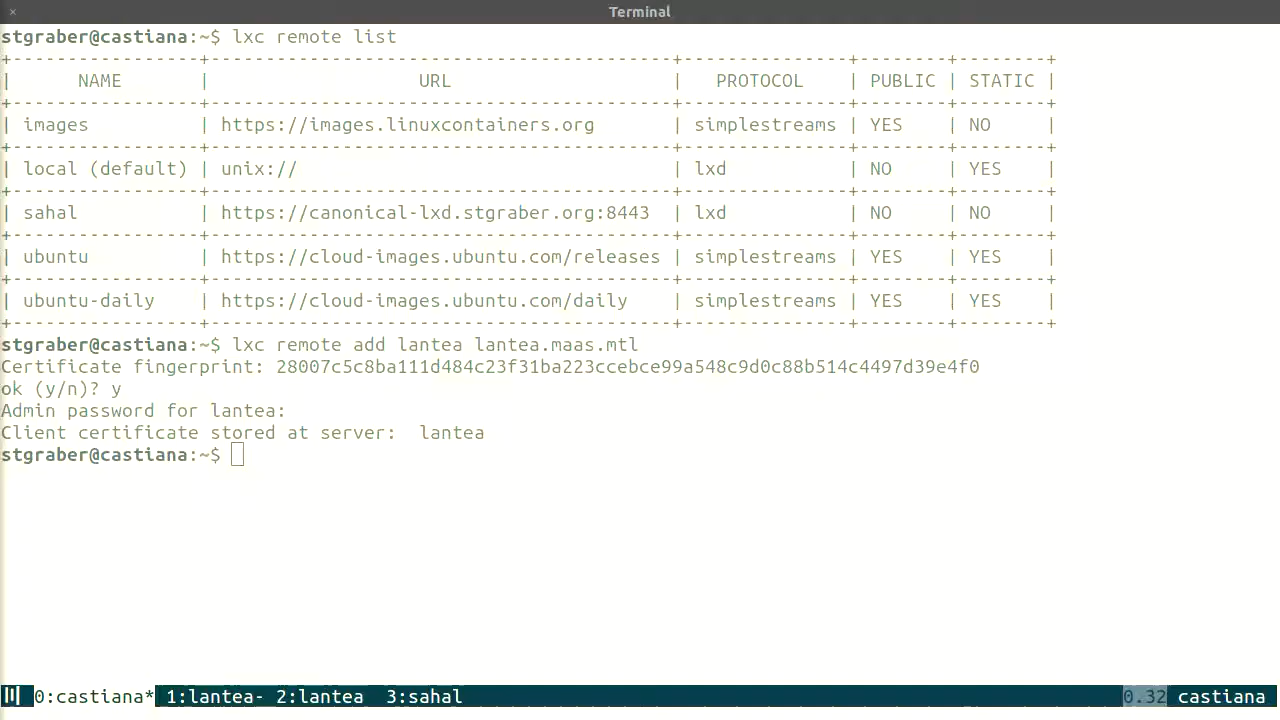 Terminal
stgraber@castiana:~$ lxc remote list
+------------------+------------------------------------------+---------------+--------+--------+
| NAME | URL | PROTOCOL | PUBLIC | STATIC |
+------------------+------------------------------------------+---------------+--------+--------+
| images | https://images.linuxcontainers.org | simplestreams | YES | NO |
+------------------+------------------------------------------+---------------+--------+--------+
| local (default) | unix:// | lxd | NO | YES |
+------------------+------------------------------------------+---------------+--------+--------+
| sahal | https://canonical-lxd.stgraber.org:8443 | lxd | NO | NO |
+------------------+------------------------------------------+---------------+--------+--------+
| ubuntu | https://cloud-images.ubuntu.com/releases | simplestreams | YES | YES |
+------------------+------------------------------------------+---------------+--------+--------+
| ubuntu-daily | https://cloud-images.ubuntu.com/daily | simplestreams | YES | YES |
+------------------+------------------------------------------+---------------+--------+--------+
stgraber@castiana:~$ lxc remote add lantea lantea.maas.mtl
Certificate fingerprint: 28007c5c8ba111d484c23f31ba223ccebce99a548c9d0c88b514c4497d39e4f0
ok (y/n)? y
Admin password for lantea:
Client certificate stored at server:  lantea
stgraber@castiana:~$
0:castiana* 1:lantea- 2:lantea  3:sahal 0.32 castiana